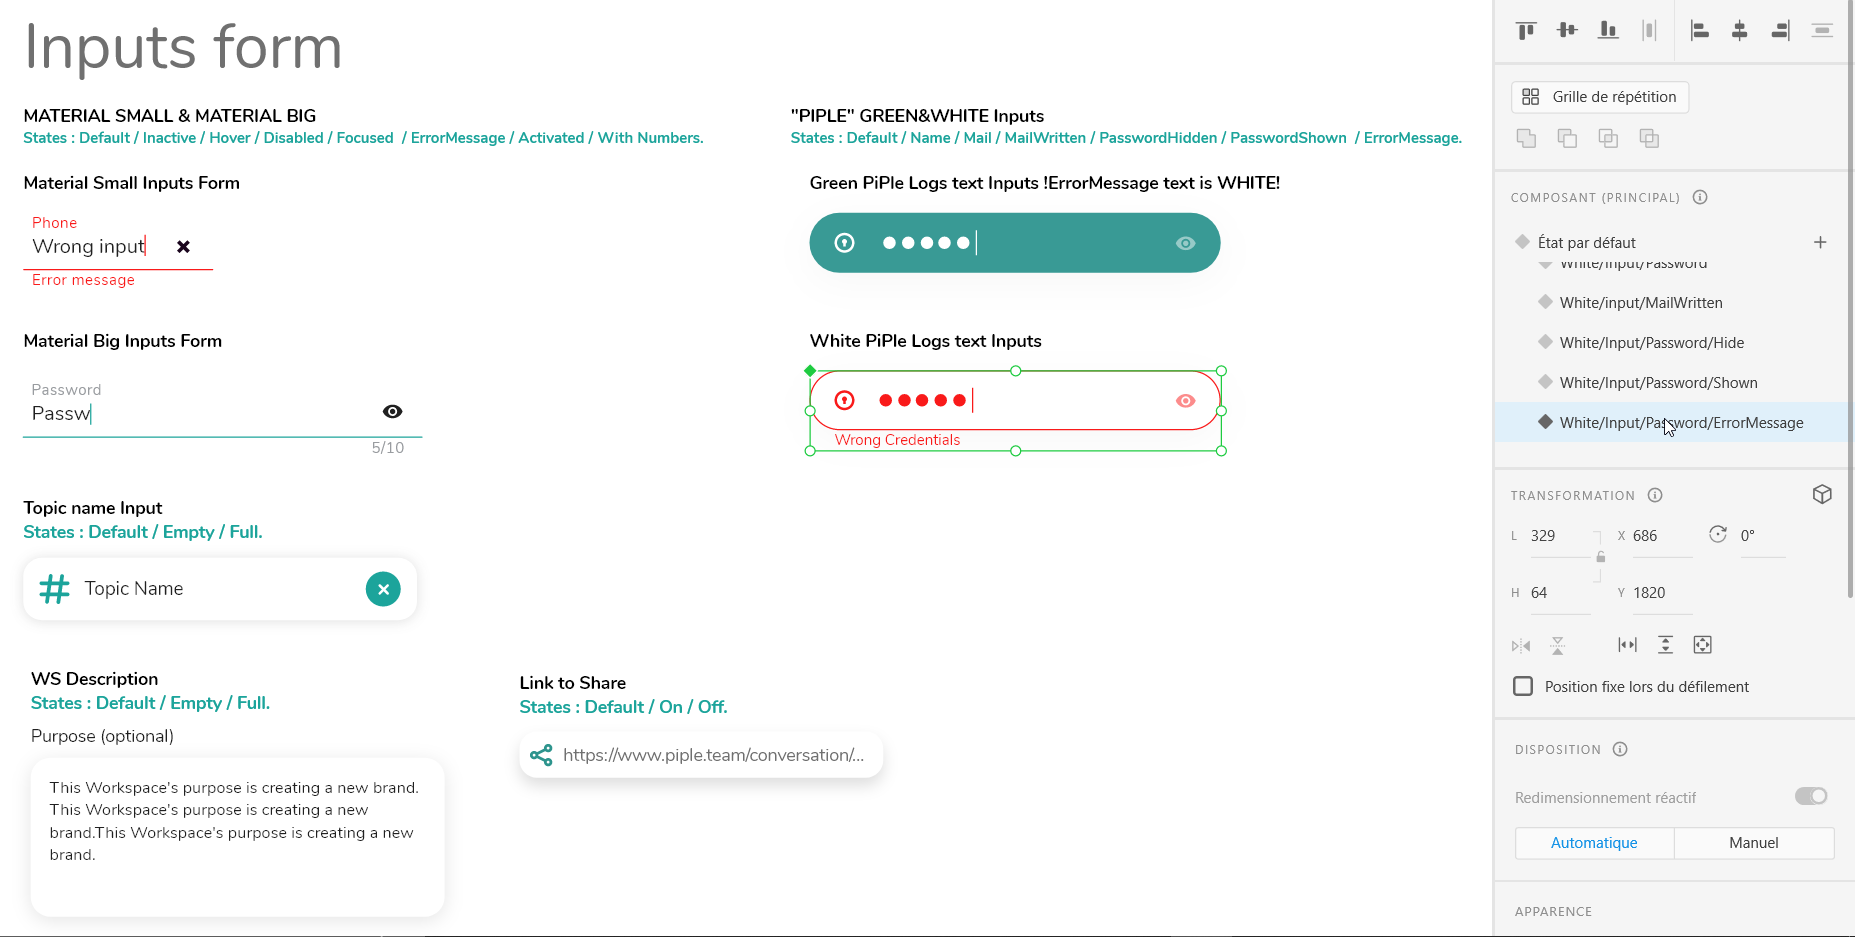 Inputs form
MATERIAL SMALL & MATERIAL BIG
States : Default / Inactive / Hover / Disabled / Focused / ErrorMessage / Activated / With Numbers.
Material Small Inputs Form
Phone
Wrong input
Error message
Material Big Inputs Form
Password
Passw
5/10
Topic name Input
States : Default / Empty / Full.
# Topic Name
WS Description
States : Default / Empty / Full.
Purpose (optional)
This Workspace's purpose is creating a new brand.
This Workspace's purpose is creating a new
brand.This Workspace's purpose is creating a new
brand.
"PIPLE" GREEN&WHITE Inputs
States : Default / Name / Mail / MailWritten / PasswordHidden / PasswordShown / ErrorMessage.
Green PiPle Logs text Inputs !ErrorMessage text is WHITE!
White PiPle Logs text Inputs
Wrong Credentials
Link to Share
States : Default / On / Off.
https://www.piple.team/conversation/...
Grille de répétition
COMPOSANT (PRINCIPAL)
État par défaut
White/Input/Password
White/input/MailWritten
White/Input/Password/Hide
White/Input/Password/Shown
White/Input/Password/ErrorMessage
TRANSFORMATION
L 329 X 686 0°
H 64 Y 1820
Position fixe lors du défilement
DISPOSITION
Redimensionnement réactif
Automatique Manuel
APPARENCE